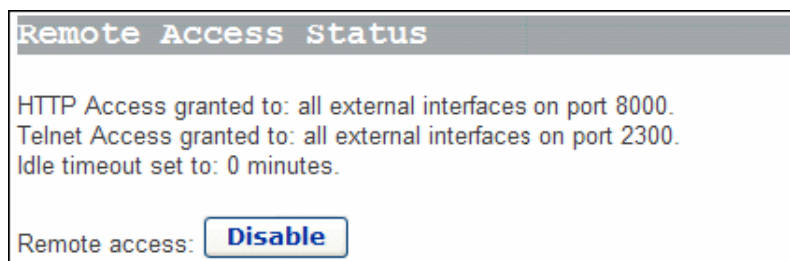 Remote Access Status
HTTP Access granted to: all external interfaces on port 8000.
Telnet Access granted to: all external interfaces on port 2300.
Idle timeout set to: 0 minutes.
Remote access: Disable